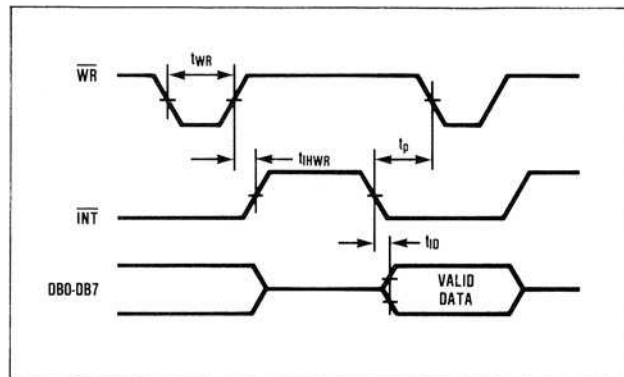 WR
tWR
tp
tIHWR
INT
tID
DB0-DB7
VALID
DATA